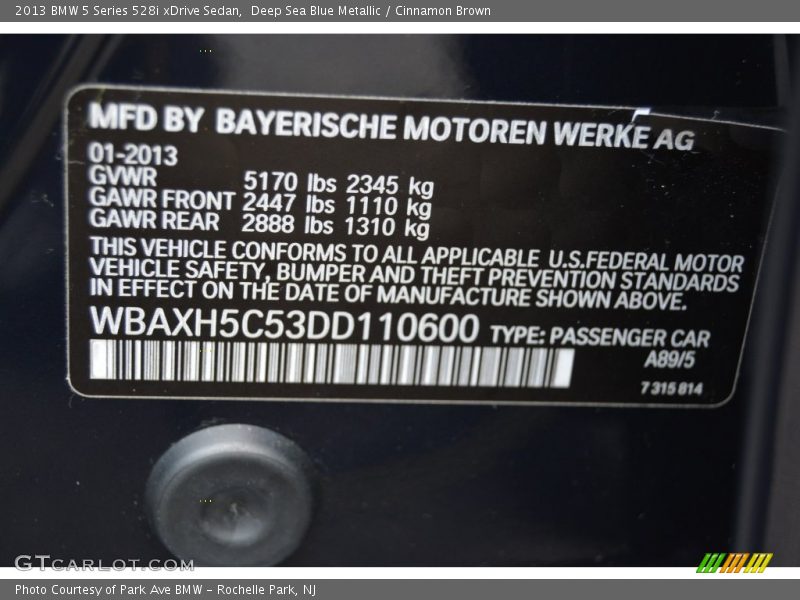 2013 BMW 5 Series 528i xDrive Sedan,  Deep Sea Blue Metallic / Cinnamon Brown
MFD BY BAYERISCHE MOTOREN WERKE AG
01-2013
GVWR 5170 lbs 2345 kg
GAWR FRONT 2447 lbs 1110 kg
GAWR REAR 2888 lbs 1310 kg
THIS VEHICLE CONFORMS TO ALL APPLICABLE U.S.FEDERAL MOTOR
VEHICLE SAFETY, BUMPER AND THEFT PREVENTION STANDARDS
IN EFFECT ON THE DATE OF MANUFACTURE SHOWN ABOVE.
WBAXH5C53DD110600 TYPE: PASSENGER CAR
A89/5
7 315 814
GTCARLOT.COM
Photo Courtesy of Park Ave BMW - Rochelle Park, NJ